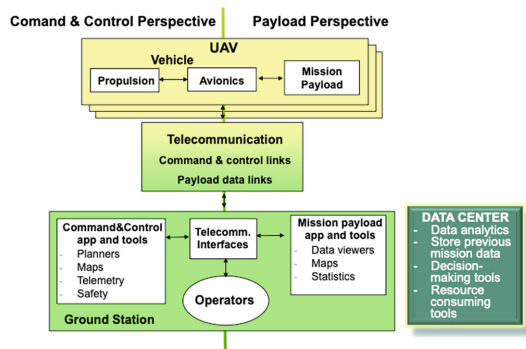 Comand & Control Perspective
Payload Perspective
UAV
Vehicle
Propulsion
Avionics
Mission
Payload
Telecommunication
Command & control links
Payload data links
Command&Control
app and tools
- Planners
- Maps
- Telemetry
- Safety
Telecomm.
Interfaces
Mission payload
app and tools
- Data viewers
- Maps
- Statistics
Operators
Ground Station
DATA CENTER
- Data analytics
- Store previous
mission data
- Decision-
making tools
- Resource
consuming
tools